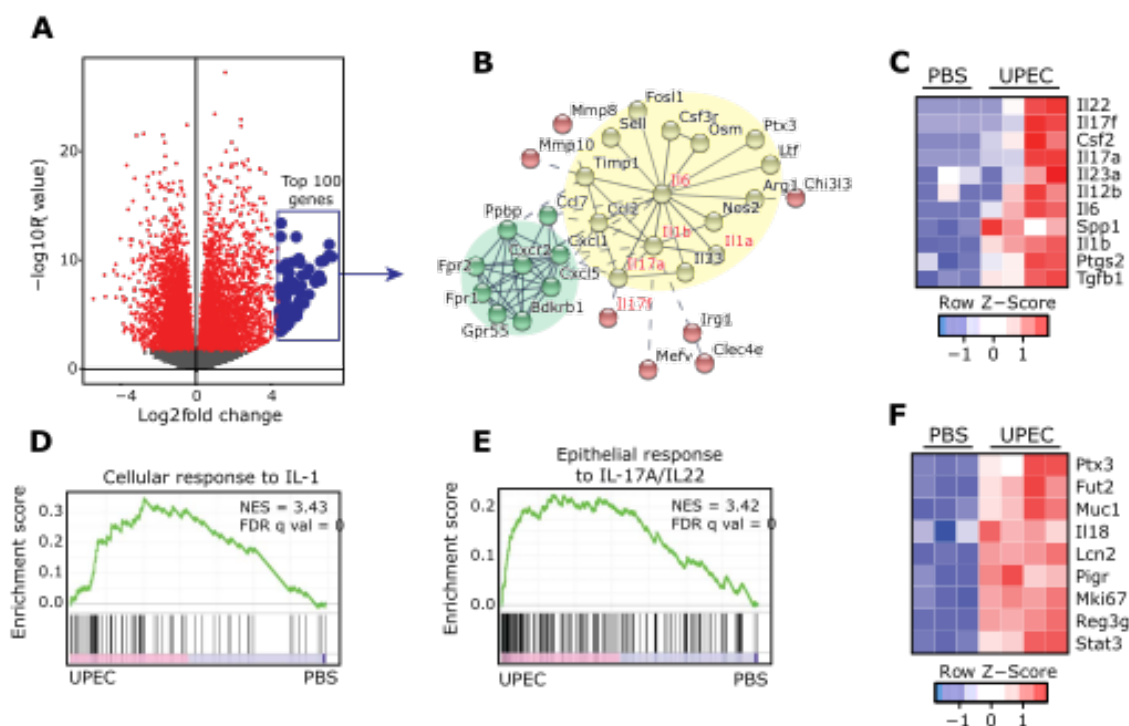 A
−log10R value)
20
10
0
−4
0
4
Log2fold change
Top 100
genes
B
Mmp8
Mmp10
Fosl1
Sell
Csf3r
Osm
Ptx3
Ltf
Timp1
Il6
Arg1
Chi3l3
Ccl7
Ccl2
Nos2
Ppbp
Cxcr2
Cxcl1
Il1b
Il1a
Fpr2
Cxcl5
Il17a
Il33
Fpr1
Bdkrb1
Il17f
Gpr55
Irg1
Mefv
Clec4e
C
PBS
UPEC
Il22
Il17f
Csf2
Il17a
Il23a
Il12b
Il6
Spp1
Il1b
Ptgs2
Tgfb1
Row Z−Score
−1 0 1
D
Cellular response to IL-1
NES = 3.43
FDR q val = 0
Enrichment score
0.3
0.2
0.1
0.0
UPEC
PBS
E
Epithelial response
to IL-17A/IL22
NES = 3.42
FDR q val = 0
Enrichment score
0.2
0.1
0.0
UPEC
PBS
F
PBS
UPEC
Ptx3
Fut2
Muc1
Il18
Lcn2
Pigr
Mki67
Reg3g
Stat3
Row Z−Score
−1 0 1